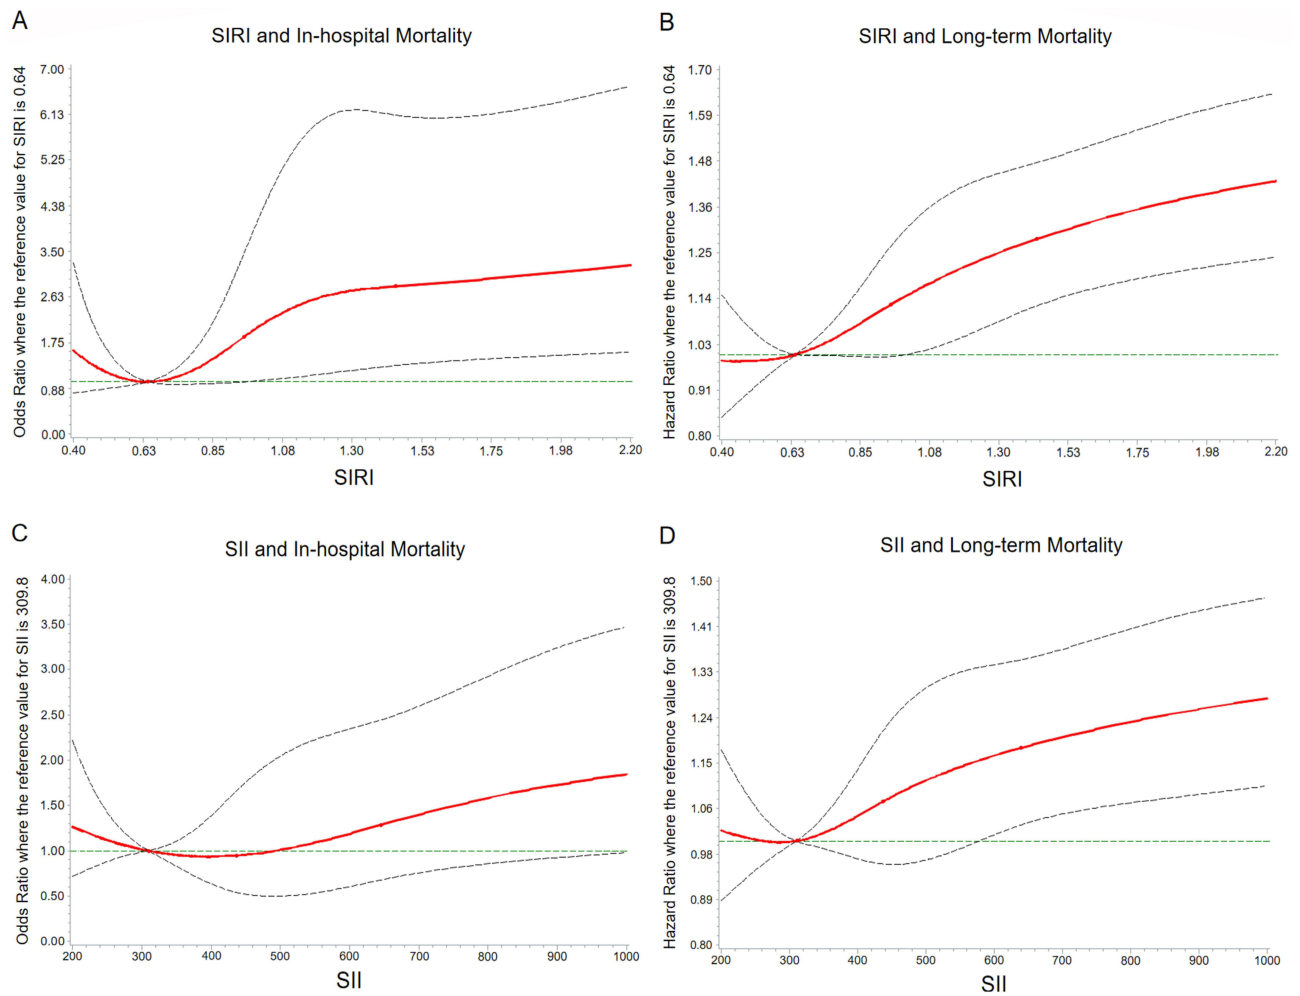 A
SIRI and In-hospital Mortality
Odds Ratio where the reference value for SIRI is 0.64
7.00
6.13
5.25
4.38
3.50
2.63
1.75
0.88
0.00
0.40 0.63 0.85 1.08 1.30 1.53 1.75 1.98 2.20
SIRI
B
SIRI and Long-term Mortality
Hazard Ratio where the reference value for SIRI is 0.64
1.70
1.59
1.48
1.36
1.25
1.14
1.03
0.91
0.80
0.40 0.63 0.85 1.08 1.30 1.53 1.75 1.98 2.20
SIRI
C
SII and In-hospital Mortality
Odds Ratio where the reference value for SII is 309.8
4.00
3.50
3.00
2.50
2.00
1.50
1.00
0.50
0.00
200 300 400 500 600 700 800 900 1000
SII
D
SII and Long-term Mortality
Hazard Ratio where the reference value for SII is 309.8
1.50
1.41
1.33
1.24
1.15
1.06
0.98
0.89
0.80
200 300 400 500 600 700 800 900 1000
SII